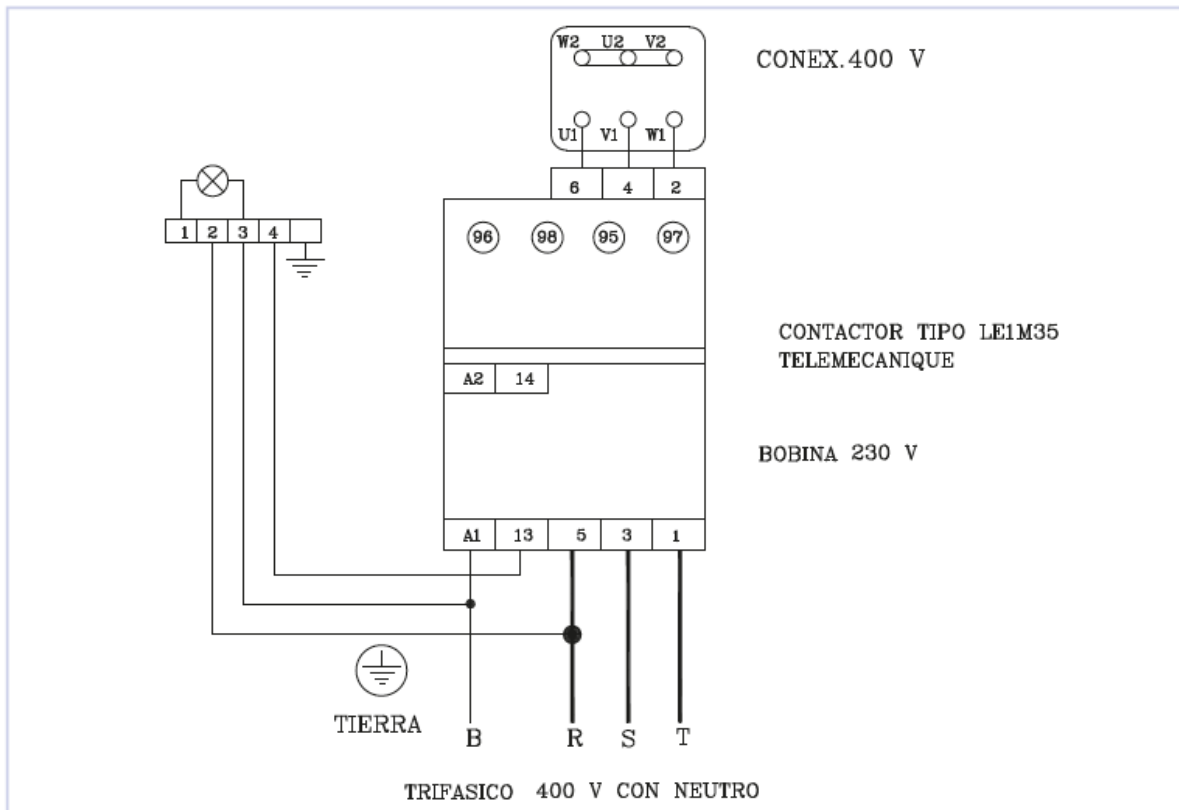 W2 U2 V2
CONEX.400 V
U1 V1 W1
6 4 2
1 2 3 4
96 98 95 97
CONTACTOR TIPO LE1M35
TELEMECANIQUE
A2 14
BOBINA 230 V
A1 13 5 3 1
TIERRA
B R S T
TRIFASICO 400 V CON NEUTRO